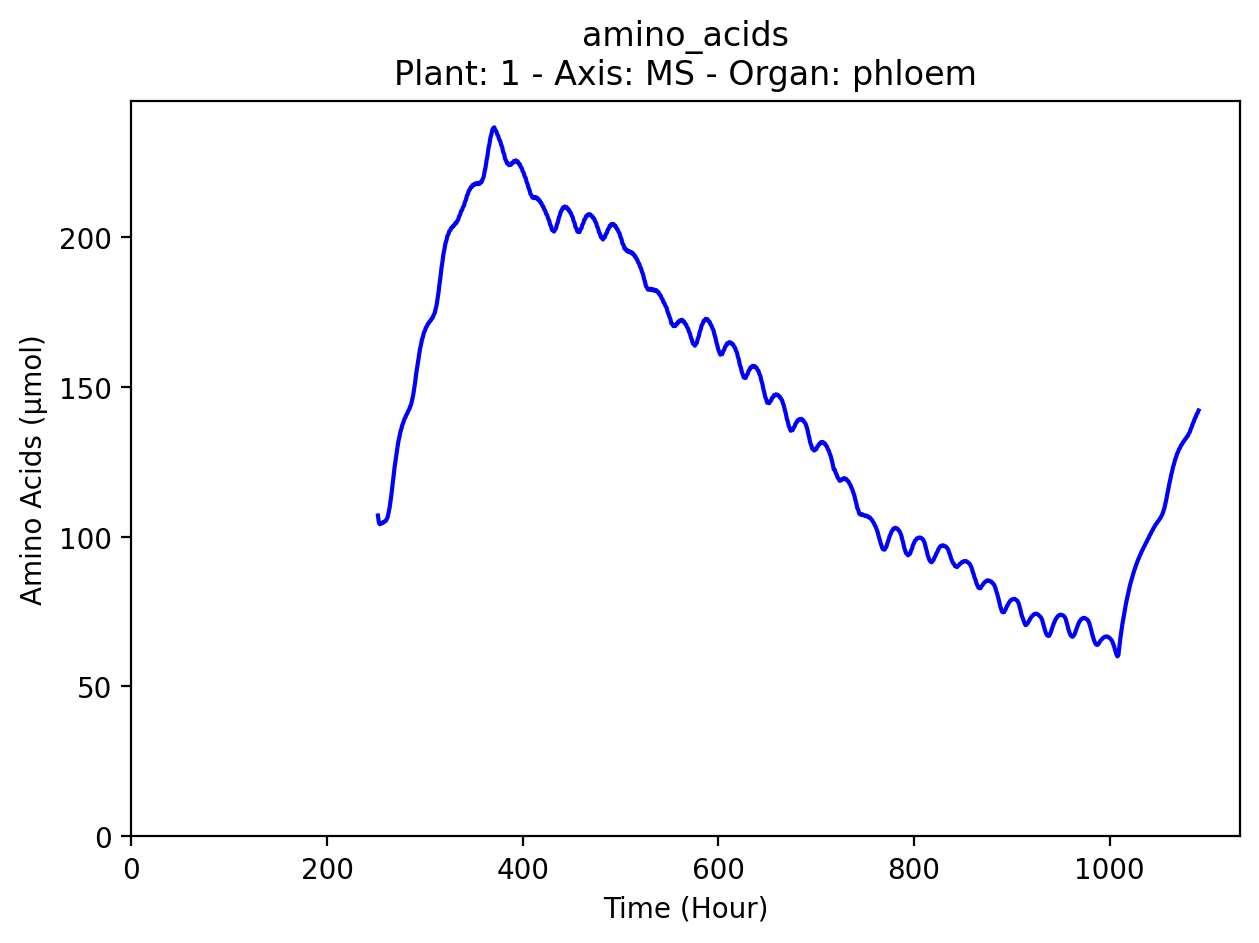 amino_acids
Plant: 1 - Axis: MS - Organ: phloem
200
150
100
50
0
Amino Acids (µmol)
0 200 400 600 800 1000
Time (Hour)